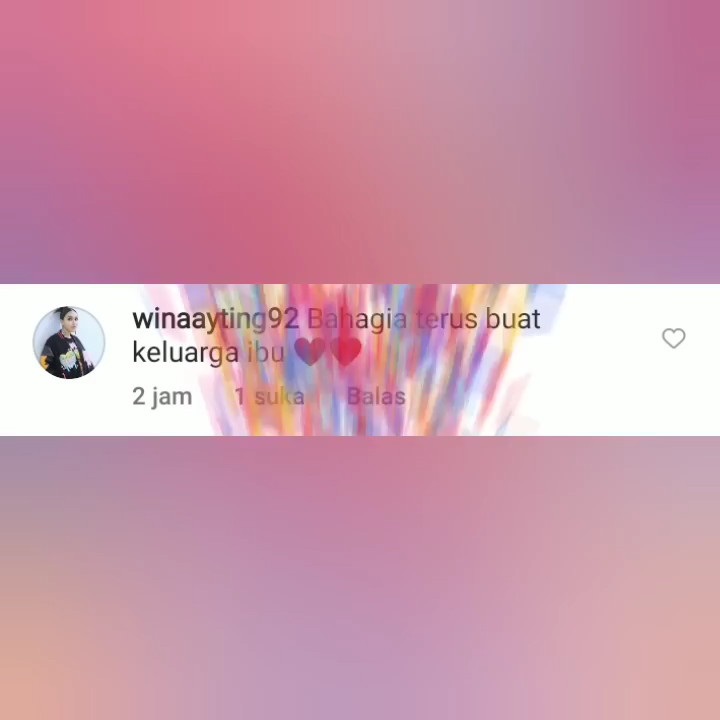 winaayting92 Bahagia terus buat
keluarga ibu ❤❤
2 jam 1 suka Balas